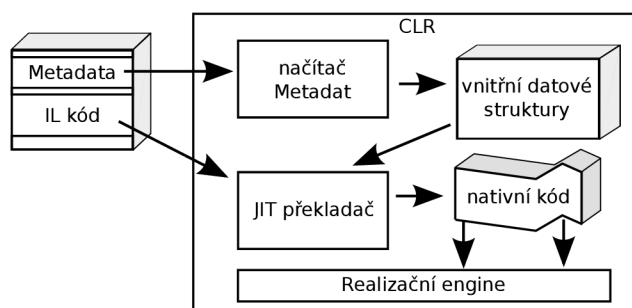 CLR
Metadata
IL kód
načítač
Metadat
vnitřní datové
struktury
JIT překladač
nativní kód
Realizační engine